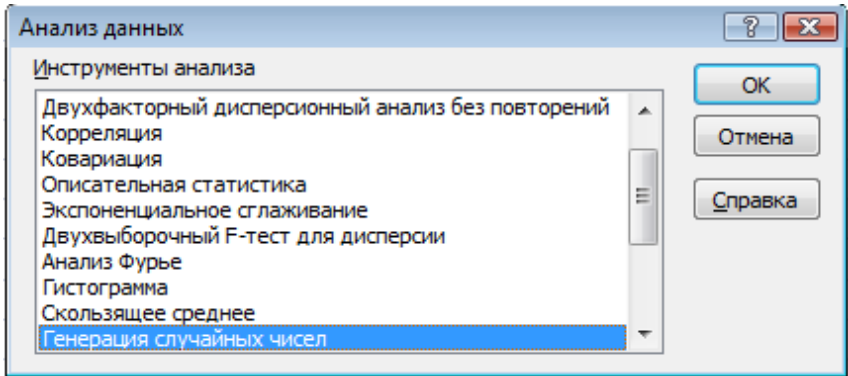 Анализ данных
Инструменты анализа
Двухфакторный дисперсионный анализ без повторений
Корреляция
Ковариация
Описательная статистика
Экспоненциальное сглаживание
Двухвыборочный F-тест для дисперсии
Анализ Фурье
Гистограмма
Скользящее среднее
Генерация случайных чисел
ОК
Отмена
Справка